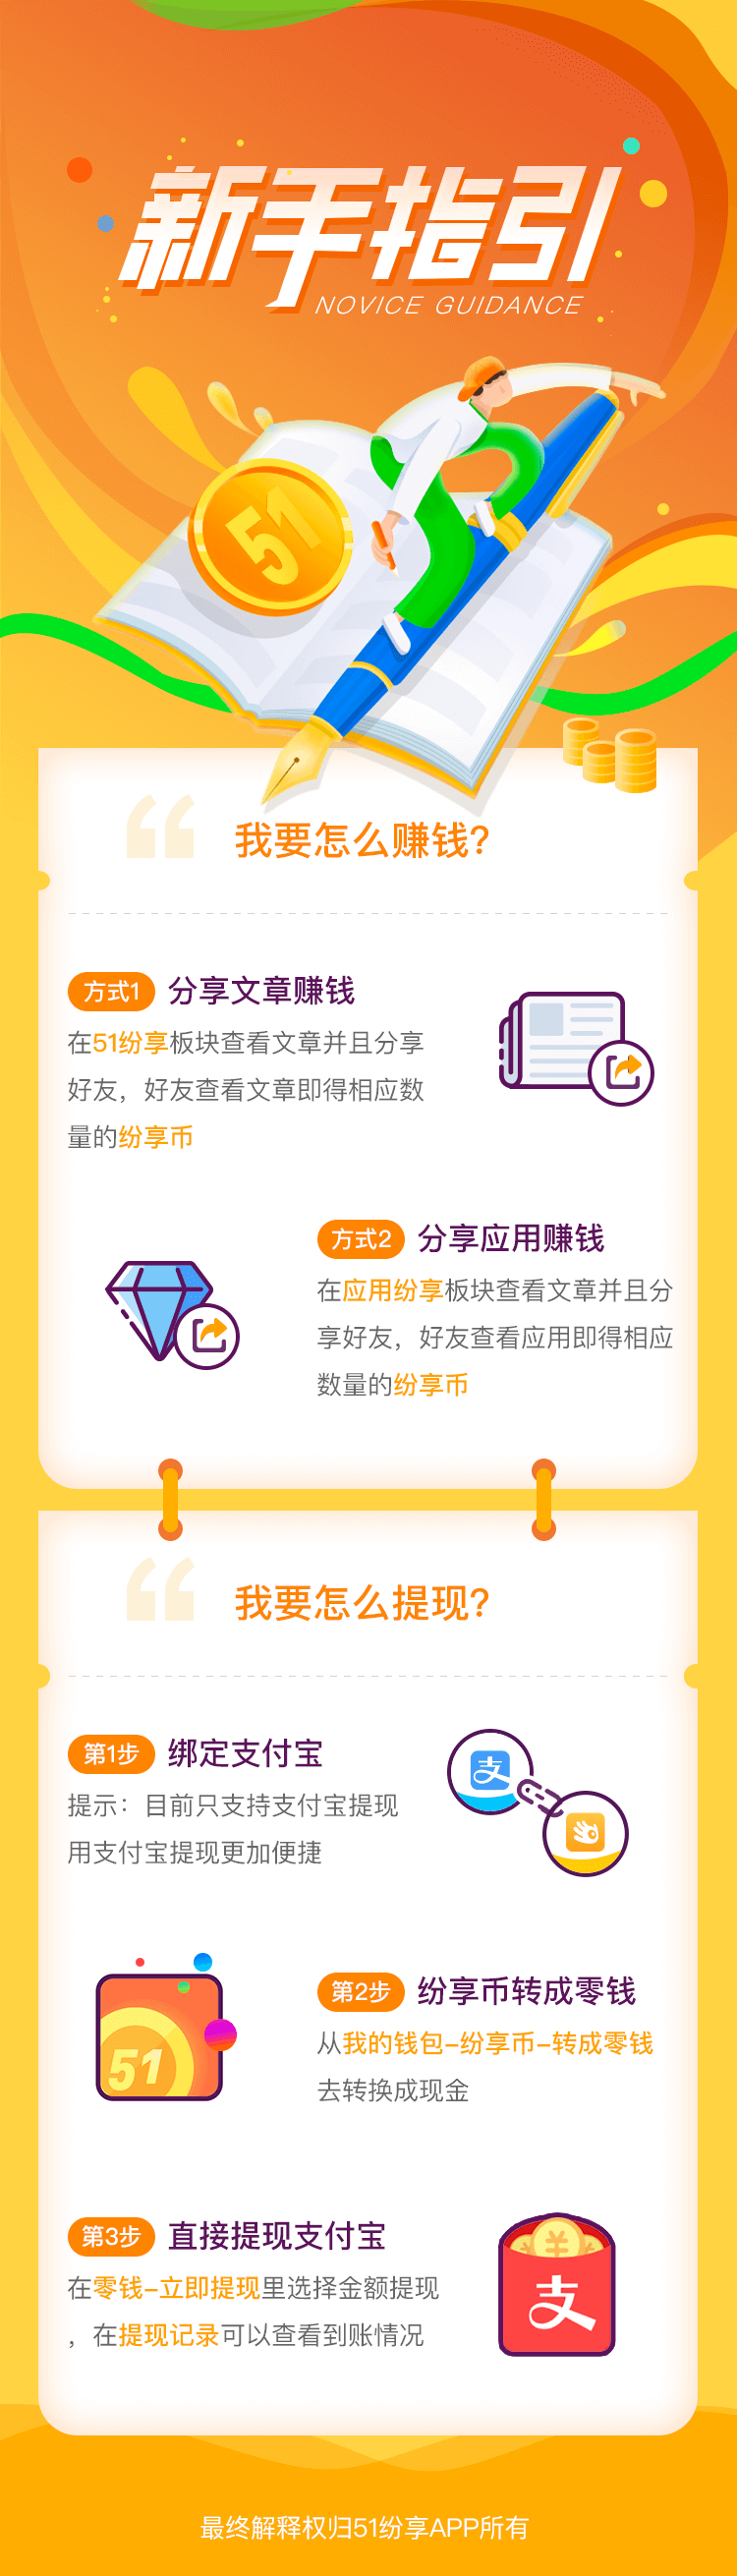 新手指引
NOVICE GUIDANCE
51
我要怎么赚钱?
方式1 分享文章赚钱
在51纷享板块查看文章并且分享
好友，好友查看文章即得相应数
量的纷享币
方式2 分享应用赚钱
在应用纷享板块查看文章并且分
享好友，好友查看应用即得相应
数量的纷享币
我要怎么提现?
第1步 绑定支付宝
提示：目前只支持支付宝提现
用支付宝提现更加便捷
支
第2步 纷享币转成零钱
从我的钱包-纷享币-转成零钱
去转换成现金
51
第3步 直接提现支付宝
在零钱-立即提现里选择金额提现
，在提现记录可以查看到账情况
¥ ¥ ¥
支
最终解释权归51纷享APP所有